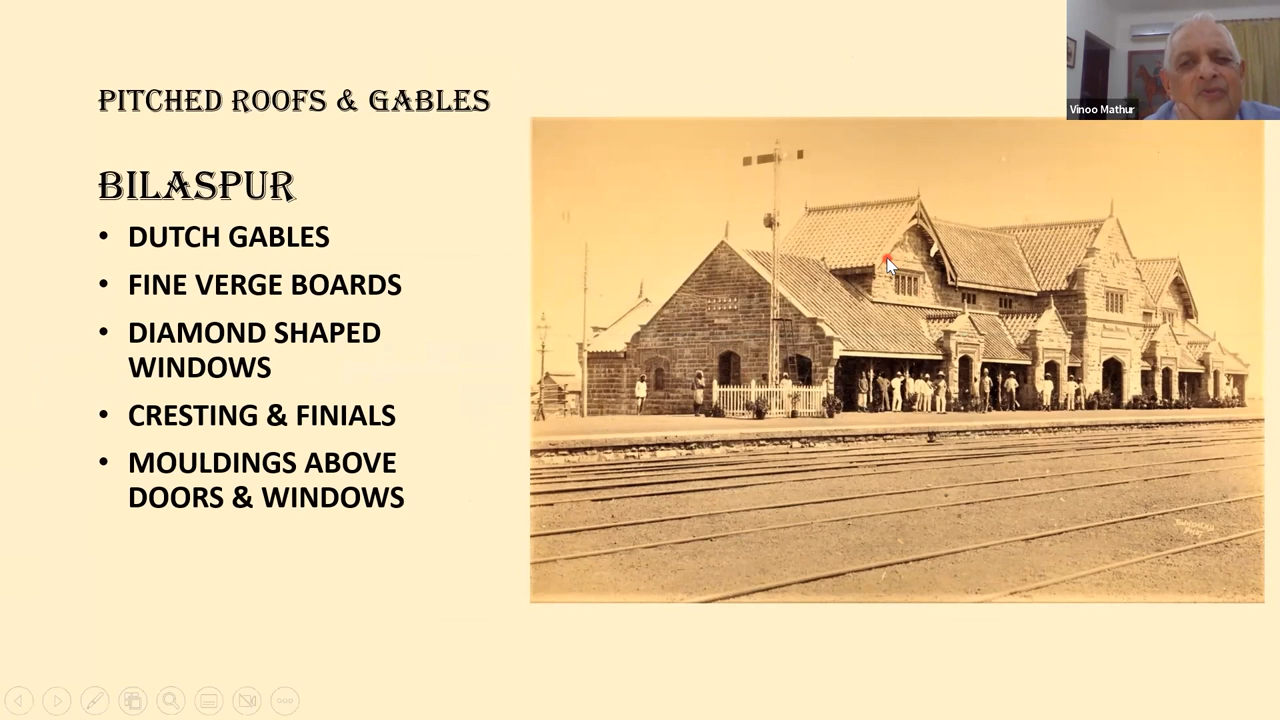 PITCHED ROOFS & GABLES
BILASPUR
• DUTCH GABLES
• FINE VERGE BOARDS
• DIAMOND SHAPED
WINDOWS
• CRESTING & FINIALS
• MOULDINGS ABOVE
DOORS & WINDOWS
Vinoo Mathur